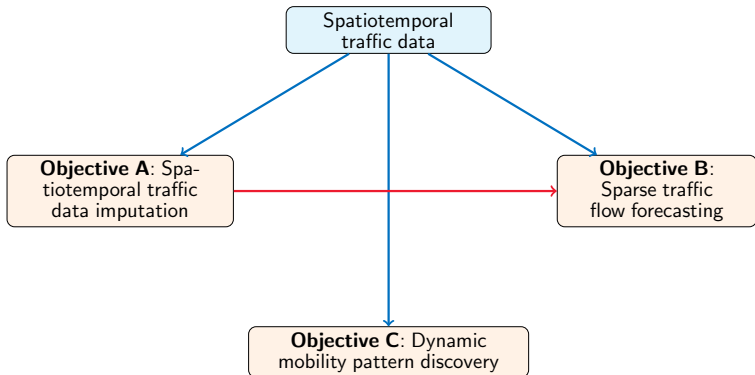 Spatiotemporal
traffic data
Objective A: Spa-
tiotemporal traffic
data imputation
Objective B:
Sparse traffic
flow forecasting
Objective C: Dynamic
mobility pattern discovery